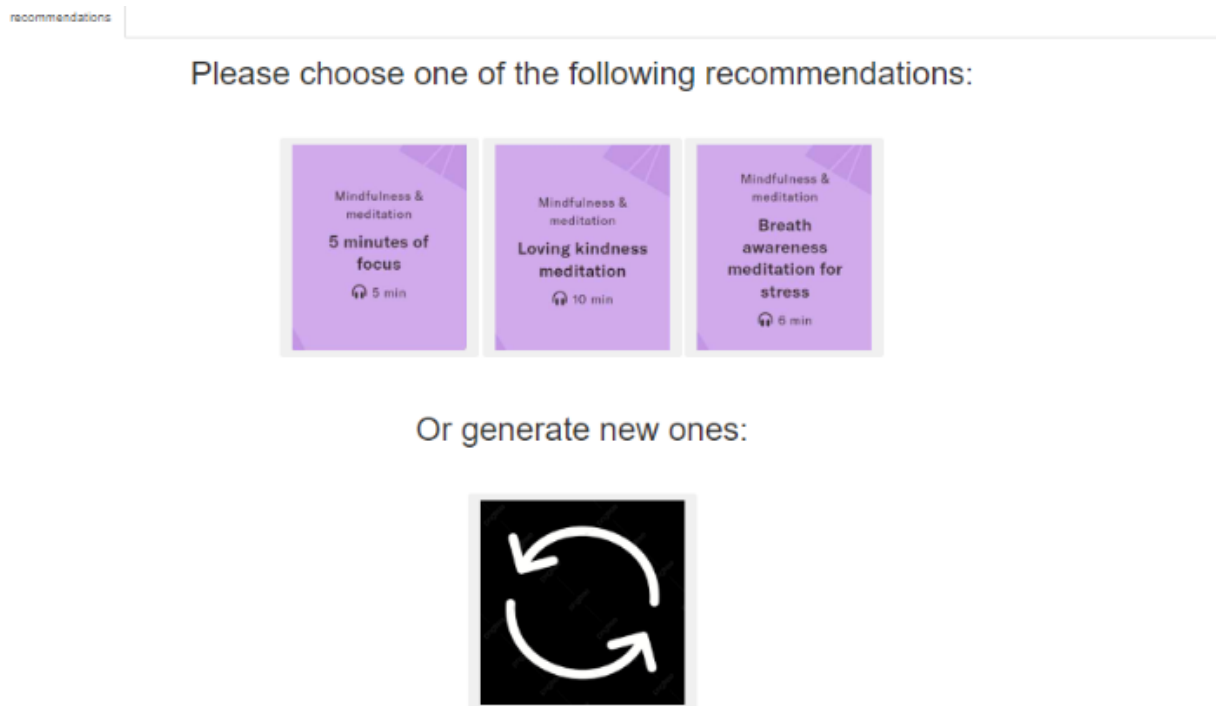 recommendations
Please choose one of the following recommendations:
Mindfulness &
meditation
5 minutes of
focus
5 min
Mindfulness &
meditation
Loving kindness
meditation
10 min
Mindfulness &
meditation
Breath
awareness
meditation for
stress
6 min
Or generate new ones: